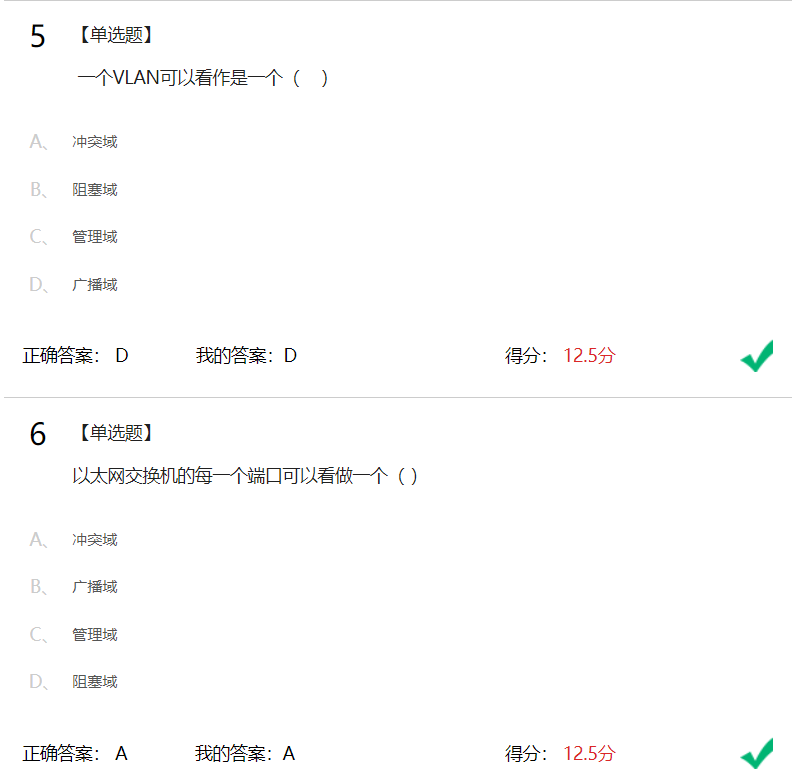 5 【单选题】
一个VLAN可以看作是一个（ ）
A、 冲突域
B、 阻塞域
C、 管理域
D、 广播域
正确答案： D 我的答案：D 得分： 12.5分
6 【单选题】
以太网交换机的每一个端口可以看做一个（ ）
A、 冲突域
B、 广播域
C、 管理域
D、 阻塞域
正确答案： A 我的答案：A 得分： 12.5分